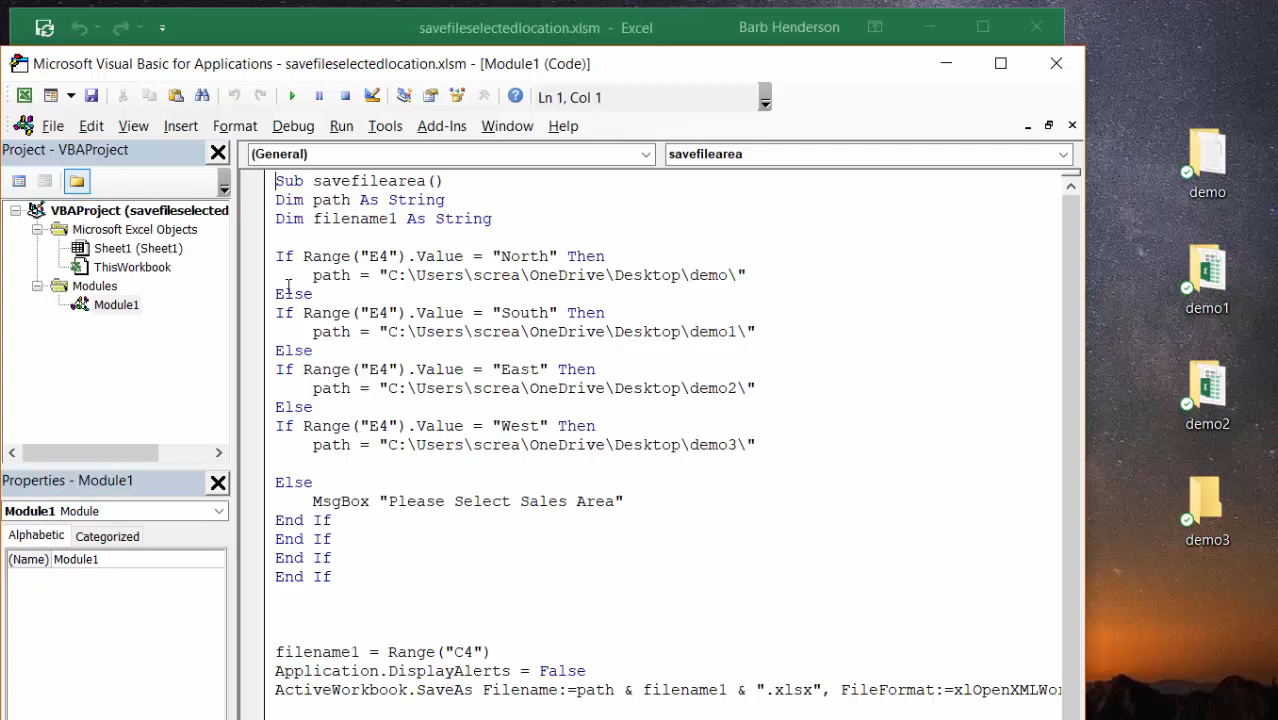 savefileselectedlocation.xlsm - Excel
Barb Henderson
Microsoft Visual Basic for Applications - savefileselectedlocation.xlsm - [Module1 (Code)]
Ln 1, Col 1
File Edit View Insert Format Debug Run Tools Add-Ins Window Help
Project - VBAProject
(General)
savefilearea
VBAProject (savefileselected
Microsoft Excel Objects
Sheet1 (Sheet1)
ThisWorkbook
Modules
Module1
Properties - Module1
Module1 Module
Alphabetic Categorized
(Name) Module1
Sub savefilearea()
Dim path As String
Dim filename1 As String
If Range("E4").Value = "North" Then
path = "C:\Users\screa\OneDrive\Desktop\demo\"
Else
If Range("E4").Value = "South" Then
path = "C:\Users\screa\OneDrive\Desktop\demo1\"
Else
If Range("E4").Value = "East" Then
path = "C:\Users\screa\OneDrive\Desktop\demo2\"
Else
If Range("E4").Value = "West" Then
path = "C:\Users\screa\OneDrive\Desktop\demo3\"
Else
MsgBox "Please Select Sales Area"
End If
End If
End If
End If
filename1 = Range("C4")
Application.DisplayAlerts = False
ActiveWorkbook.SaveAs Filename:=path & filename1 & ".xlsx", FileFormat:=xlOpenXMLWor
demo
demo1
demo2
demo3